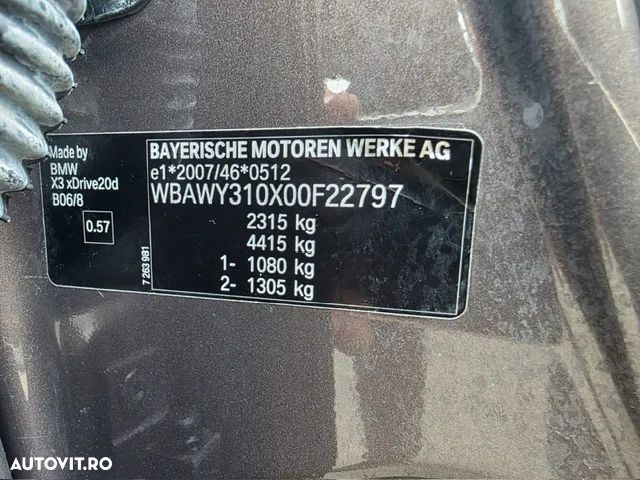 Made by
BMW
X3 xDrive20d
B06/8
0.57
7 263 981
BAYERISCHE MOTOREN WERKE AG
e1*2007/46*0512
WBAWY310X00F22797
2315 kg
4415 kg
1- 1080 kg
2- 1305 kg
AUTOVIT.RO